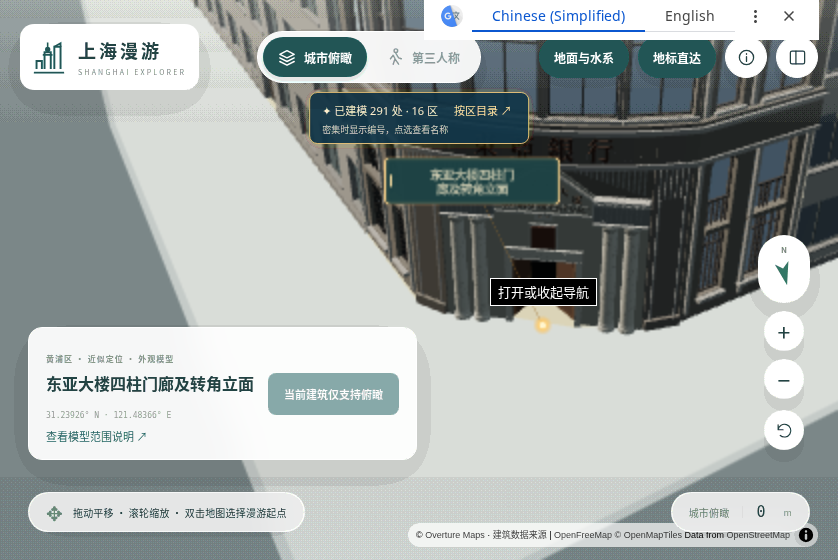 Chinese (Simplified)
English
上海漫游
SHANGHAI EXPLORER
城市俯瞰
第三人称
地面与水系
地标直达
✦ 已建模 291 处 · 16 区 按区目录 ↗
密集时显示编号，点选查看名称
銀行
东亚大楼四柱门
廊及转角立面
N
打开或收起导航
黄浦区 · 近似定位 · 外观模型
东亚大楼四柱门廊及转角立面
当前建筑仅支持俯瞰
31.23926° N · 121.48366° E
查看模型范围说明 ↗
拖动平移 · 滚轮缩放 · 双击地图选择漫游起点
城市俯瞰 0 m
© Overture Maps · 建筑数据来源 | OpenFreeMap © OpenMapTiles Data from OpenStreetMap